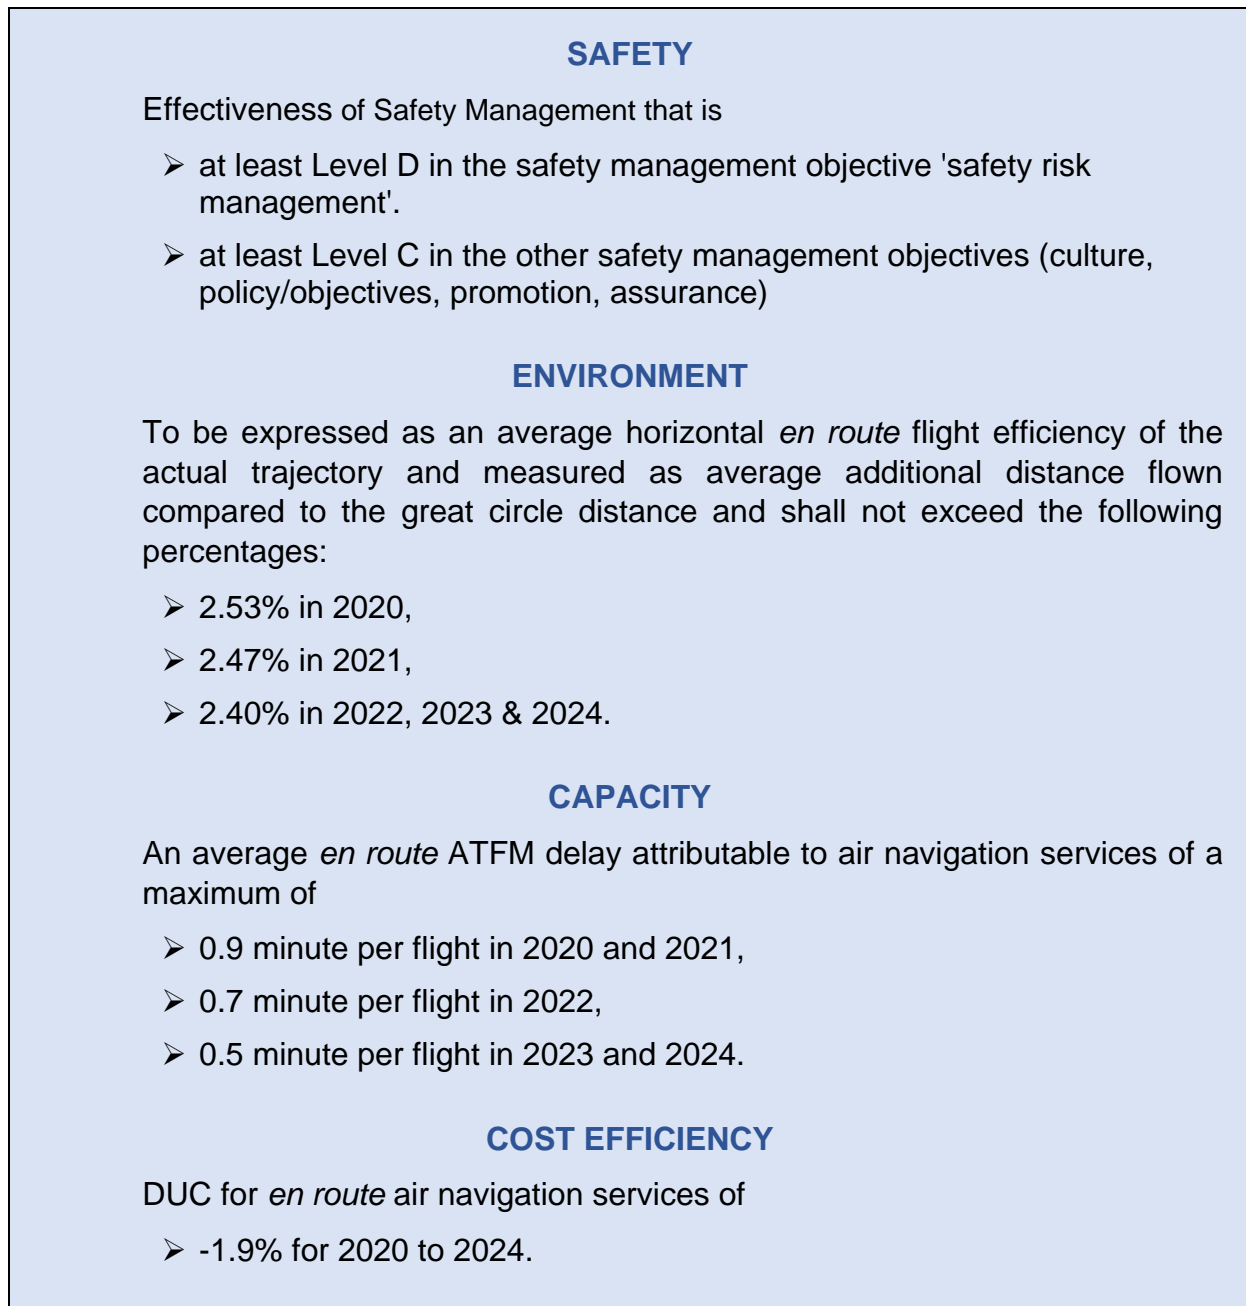 SAFETY
Effectiveness of Safety Management that is
➢ at least Level D in the safety management objective 'safety risk
management'.
➢ at least Level C in the other safety management objectives (culture,
policy/objectives, promotion, assurance)
ENVIRONMENT
To be expressed as an average horizontal en route flight efficiency of the
actual trajectory and measured as average additional distance flown
compared to the great circle distance and shall not exceed the following
percentages:
➢ 2.53% in 2020,
➢ 2.47% in 2021,
➢ 2.40% in 2022, 2023 & 2024.
CAPACITY
An average en route ATFM delay attributable to air navigation services of a
maximum of
➢ 0.9 minute per flight in 2020 and 2021,
➢ 0.7 minute per flight in 2022,
➢ 0.5 minute per flight in 2023 and 2024.
COST EFFICIENCY
DUC for en route air navigation services of
➢ -1.9% for 2020 to 2024.